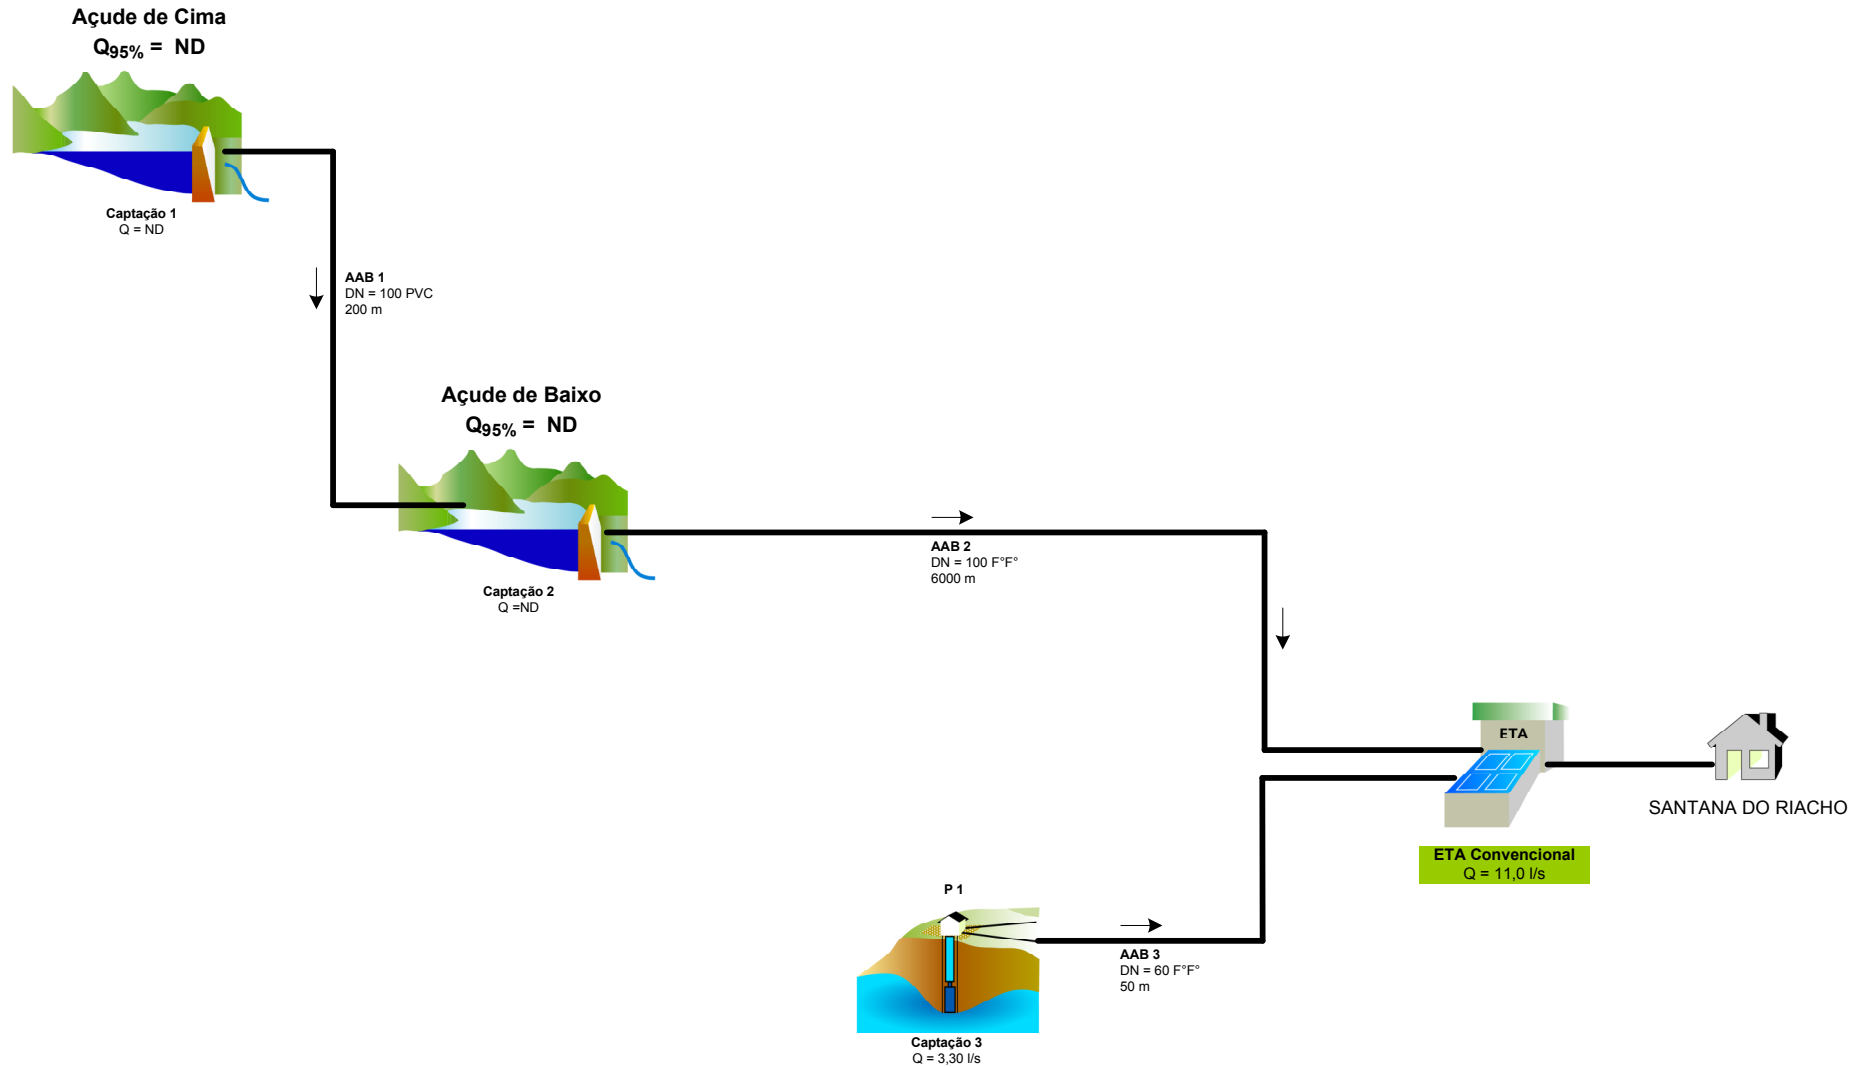 Açude de Cima
Q95% = ND
Captação 1
Q = ND
AAB 1
DN = 100 PVC
200 m
Açude de Baixo
Q95% = ND
Captação 2
Q =ND
AAB 2
DN = 100 F°F°
6000 m
ETA
SANTANA DO RIACHO
ETA Convencional
Q = 11,0 l/s
P 1
AAB 3
DN = 60 F°F°
50 m
Captação 3
Q = 3,30 l/s